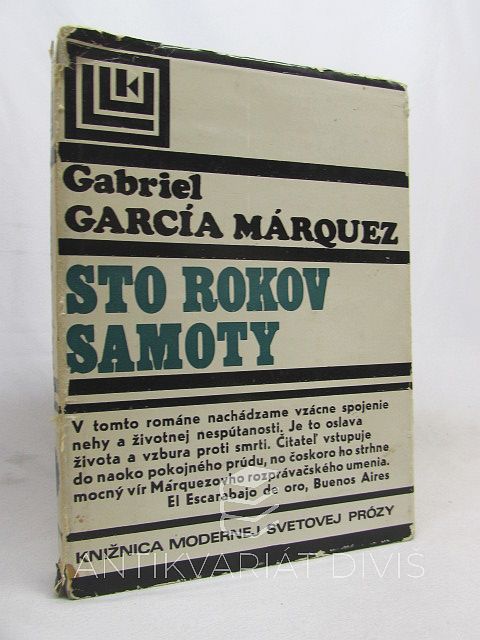 Gabriel
GARCÍA MÁRQUEZ
STO ROKOV
SAMOTY
V tomto románe nachádzame vzácne spojenie
nehy a životnej nespútanosti. Je to oslava
života a vzbura proti smrti. Čitateľ vstupuje
do naoko pokojného prúdu, no čoskoro ho strhne
mocný vír Márquezovho rozprávačského umenia.
El Escarabajo de oro, Buenos Aires
KNIŽNICA MODERNEJ SVETOVEJ PRÓZY
ANTIKVARIÁT DIVIŠ